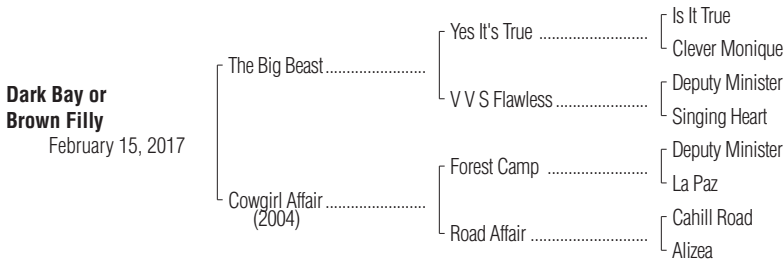 Is It True
Yes It's True ..........................
Clever Monique
The Big Beast ........................
Deputy Minister
V V S Flawless ......................
Singing Heart
Dark Bay or
Brown Filly
February 15, 2017
Deputy Minister
Forest Camp ........................
La Paz
Cowgirl Affair ........................
(2004)
Cahill Road
Road Affair ............................
Alizea